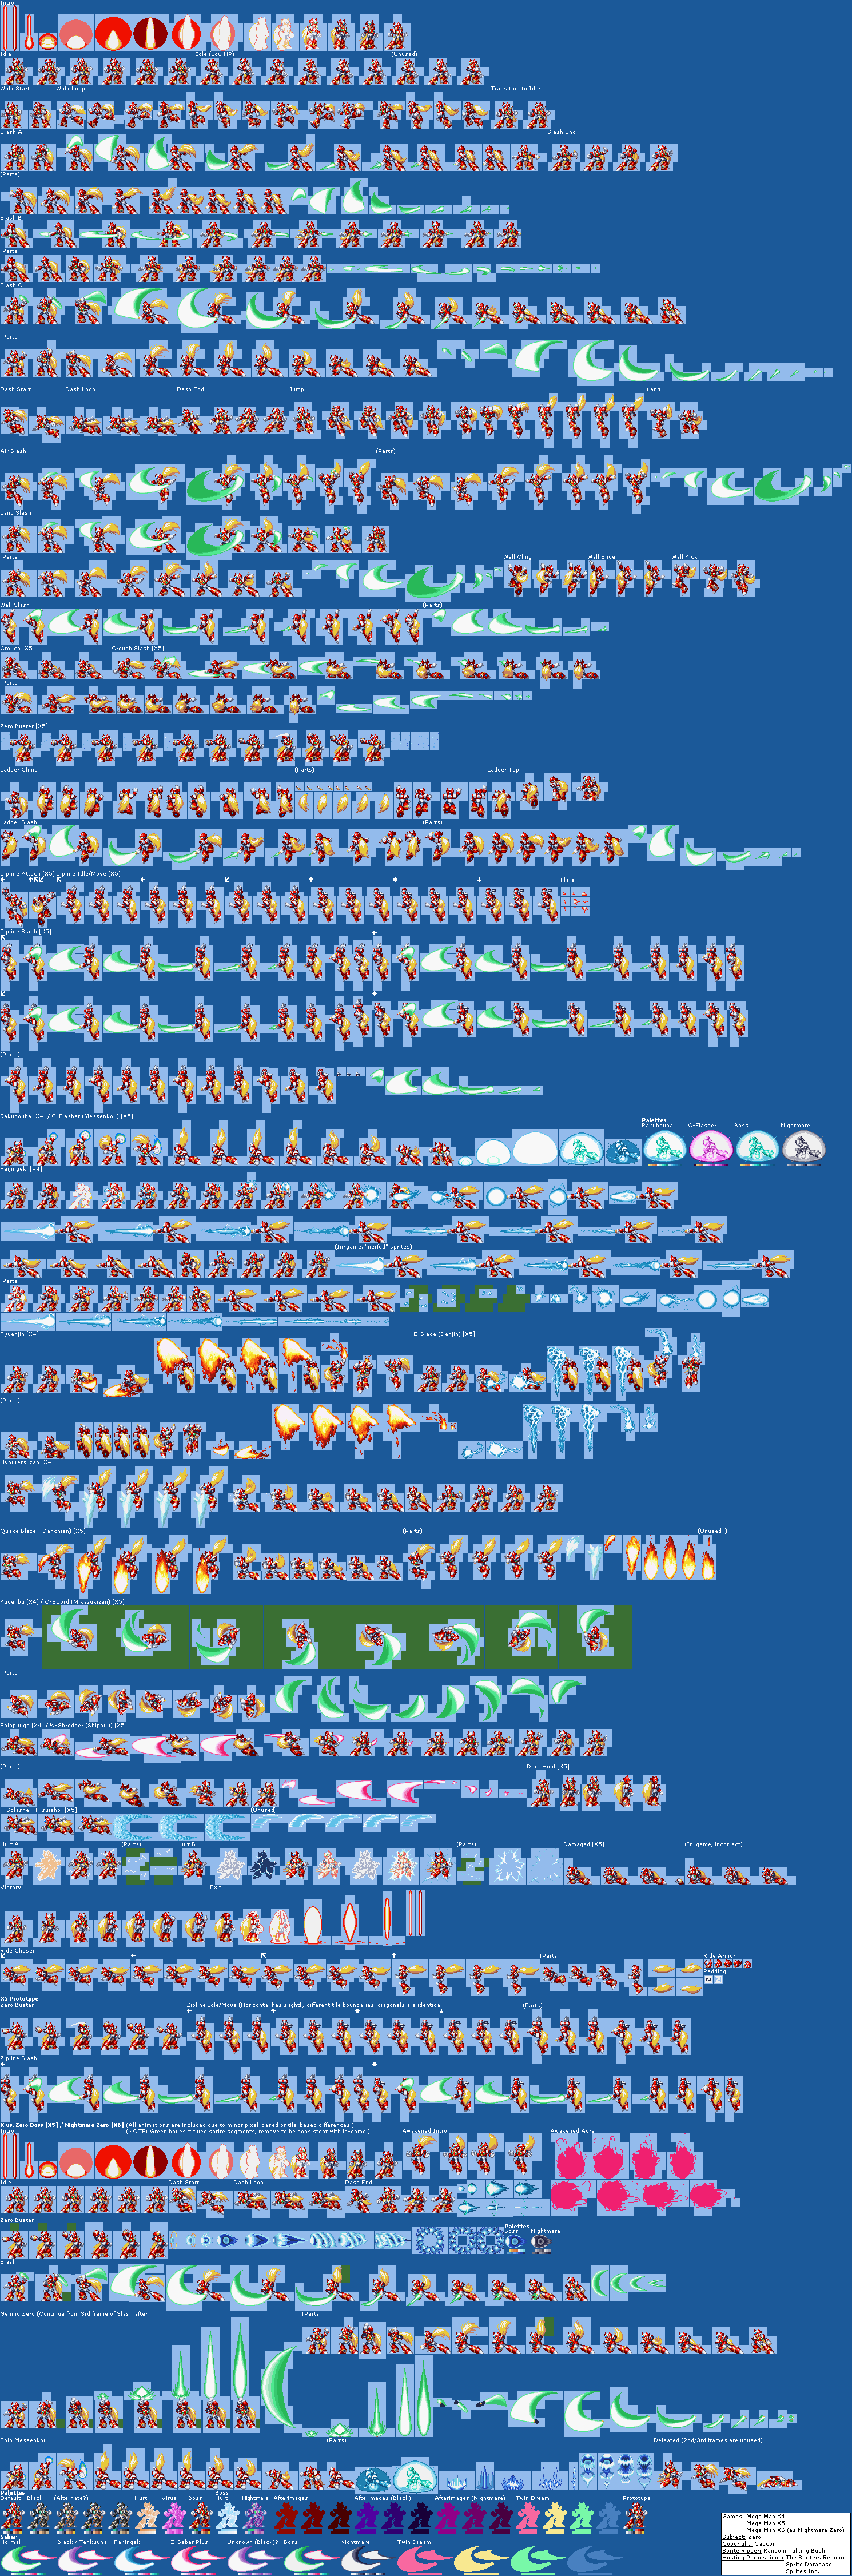 Intro
Idle
Idle (Low HP)
(Unused)
Walk Start
Walk Loop
Transition to Idle
Slash A
Slash End
(Parts)
Slash B
(Parts)
Slash C
(Parts)
Dash Start
Dash Loop
Dash End
Jump
Land
Air Slash
(Parts)
Land Slash
(Parts)
Wall Cling
Wall Slide
Wall Kick
Wall Slash
(Parts)
Crouch [X5]
Crouch Slash [X5]
(Parts)
Zero Buster [X5]
Ladder Climb
(Parts)
Ladder Top
Ladder Slash
(Parts)
Zipline Attach [X5]
Zipline Idle/Move [X5]
Flare
Zipline Slash [X5]
(Parts)
Rakuhouha [X4] / C-Flasher (Messenkou) [X5]
Palettes
Rakuhouha
C-Flasher
Boss
Nightmare
Raijingeki [X4]
(In-game, "nerfed" sprites)
(Parts)
Ryuenjin [X4]
E-Blade (Denjin) [X5]
(Parts)
Hyouretsuzan [X4]
Quake Blazer (Danchien) [X5]
(Parts)
(Unused?)
Kuuenbu [X4] / C-Sword (Mikazukizan) [X5]
(Parts)
Shippuuga [X4] / W-Shredder (Shippuu) [X5]
(Parts)
Dark Hold [X5]
F-Splasher (Hisuisho) [X5]
(Unused)
Hurt A
(Parts)
Hurt B
(Parts)
Damaged [X5]
(In-game, incorrect)
Victory
Exit
Ride Chaser
(Parts)
Ride Armor
Padding
X5 Prototype
Zero Buster
Zipline Idle/Move (Horizontal has slightly different tile boundaries, diagonals are identical.)
(Parts)
Zipline Slash
X vs. Zero Boss [X5] / Nightmare Zero [X6] (All animations are included due to minor pixel-based or tile-based differences.)
Intro
(NOTE: Green boxes = fixed sprite segments, remove to be consistent with in-game.)
Awakened Intro
Awakened Aura
Idle
Dash Start
Dash Loop
Dash End
Zero Buster
Palettes
Boss
Nightmare
Slash
Genmu Zero (Continue from 3rd frame of Slash after)
(Parts)
Shin Messenkou
(Parts)
Defeated (2nd/3rd frames are unused)
Palettes
Default
Black
(Alternate?)
Hurt
Virus
Boss
Boss Hurt
Nightmare
Afterimages
Afterimages (Black)
Afterimages (Nightmare)
Twin Dream
Prototype
Saber
Normal
Black / Tenkuuha
Raijingeki
Z-Saber Plus
Unknown (Black)?
Boss
Nightmare
Twin Dream
Games: Mega Man X4
Mega Man X5
Mega Man X6 (as Nightmare Zero)
Subject: Zero
Copyright: Capcom
Sprite Ripper: Random Talking Bush
Hosting Permissions: The Spriters Resource
Sprite Database
Sprites Inc.